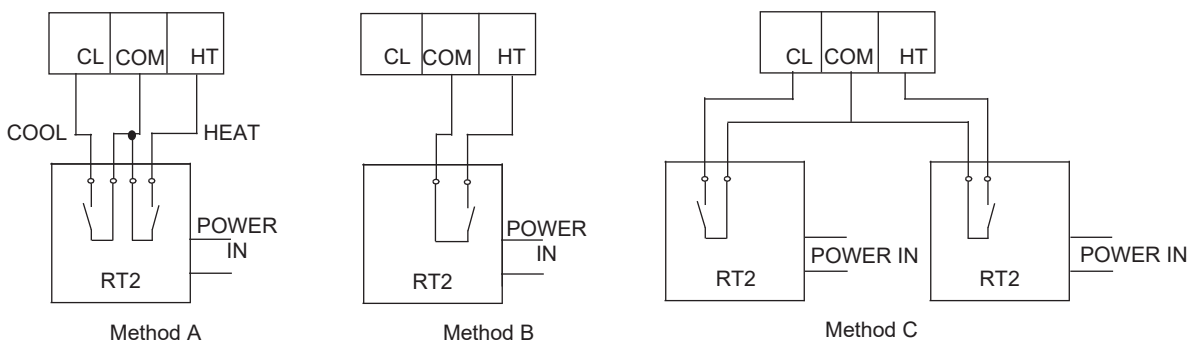 CL COM HT
COOL HEAT
POWER
IN
RT2
Method A
CL COM HT
POWER
IN
RT2
Method B
CL COM HT
POWER IN
RT2
POWER IN
RT2
Method C